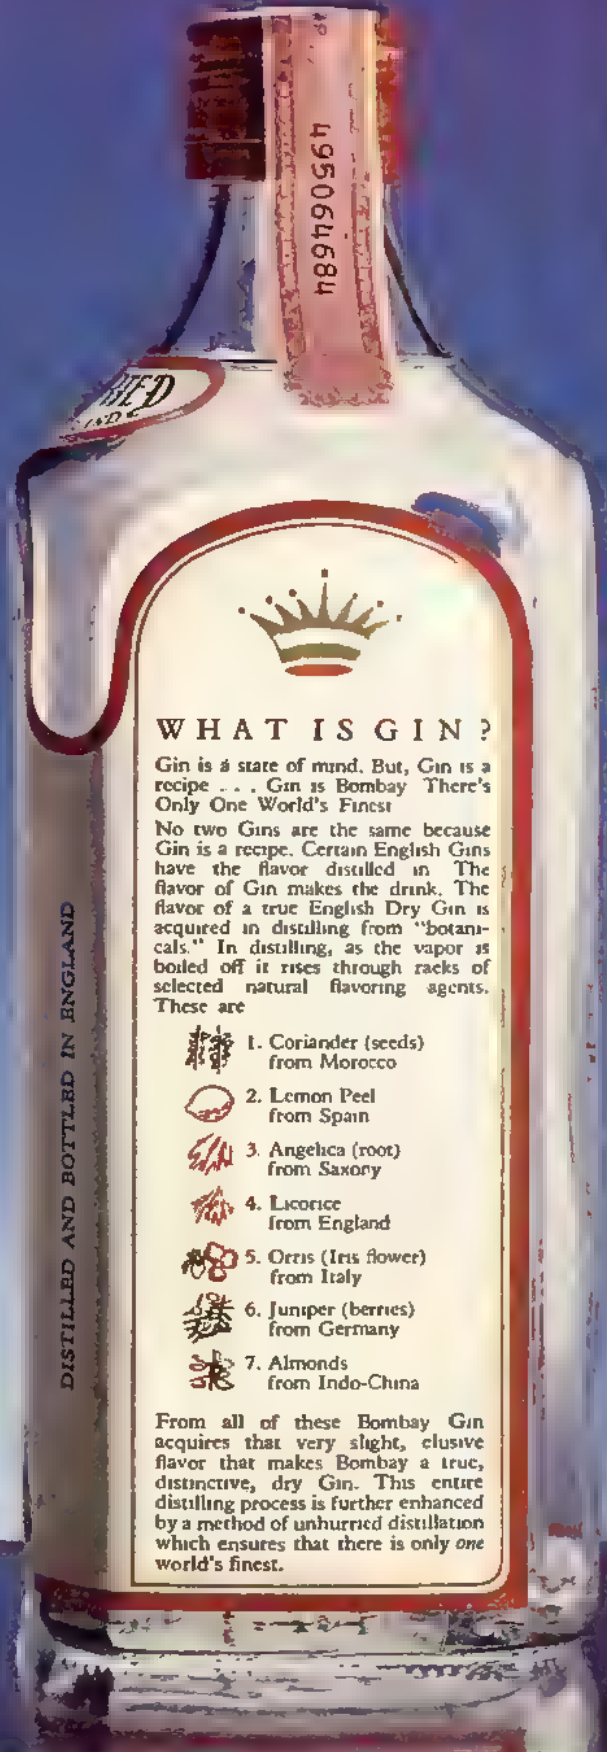 495064684
DISTILLED AND BOTTLED IN ENGLAND
WHAT IS GIN?
Gin is a state of mind. But, Gin is a
recipe . . . Gin is Bombay There's
Only One World's Finest
No two Gins are the same because
Gin is a recipe. Certain English Gins
have the flavor distilled in The
flavor of Gin makes the drink. The
flavor of a true English Dry Gin is
acquired in distilling from "botani-
cals." In distilling, as the vapor is
boiled off it rises through racks of
selected natural flavoring agents.
These are
1. Coriander (seeds)
from Morocco
2. Lemon Peel
from Spain
3. Angelica (root)
from Saxony
4. Licorice
from England
5. Orris (Iris flower)
from Italy
6. Juniper (berries)
from Germany
7. Almonds
from Indo-China
From all of these Bombay Gin
acquires that very slight, elusive
flavor that makes Bombay a true,
distinctive, dry Gin. This entire
distilling process is further enhanced
by a method of unhurried distillation
which ensures that there is only one
world's finest.